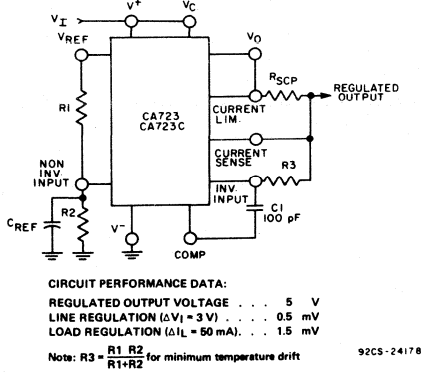 V+
VC
VI
VREF
VO
R1
CA723
CA723C
RSCP
REGULATED
OUTPUT
CURRENT
LIM.
CURRENT
SENSE
NON
INV.
INPUT
R3
INV.
INPUT
C1
100 pF
CREF
R2
V-
COMP
CIRCUIT PERFORMANCE DATA:
REGULATED OUTPUT VOLTAGE . . . 5 V
LINE REGULATION (ΔVI = 3 V) . . . . 0.5 mV
LOAD REGULATION (ΔIL = 50 mA). . . 1.5 mV
Note: R3 = R1 R2 / R1+R2 for minimum temperature drift
92CS-24178